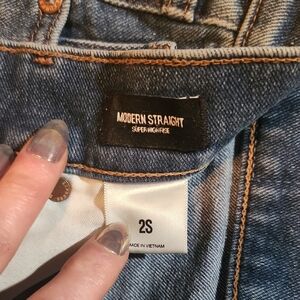 MODERN STRAIGHT
SUPER HIGH RISE
2S
MADE IN VIETNAM